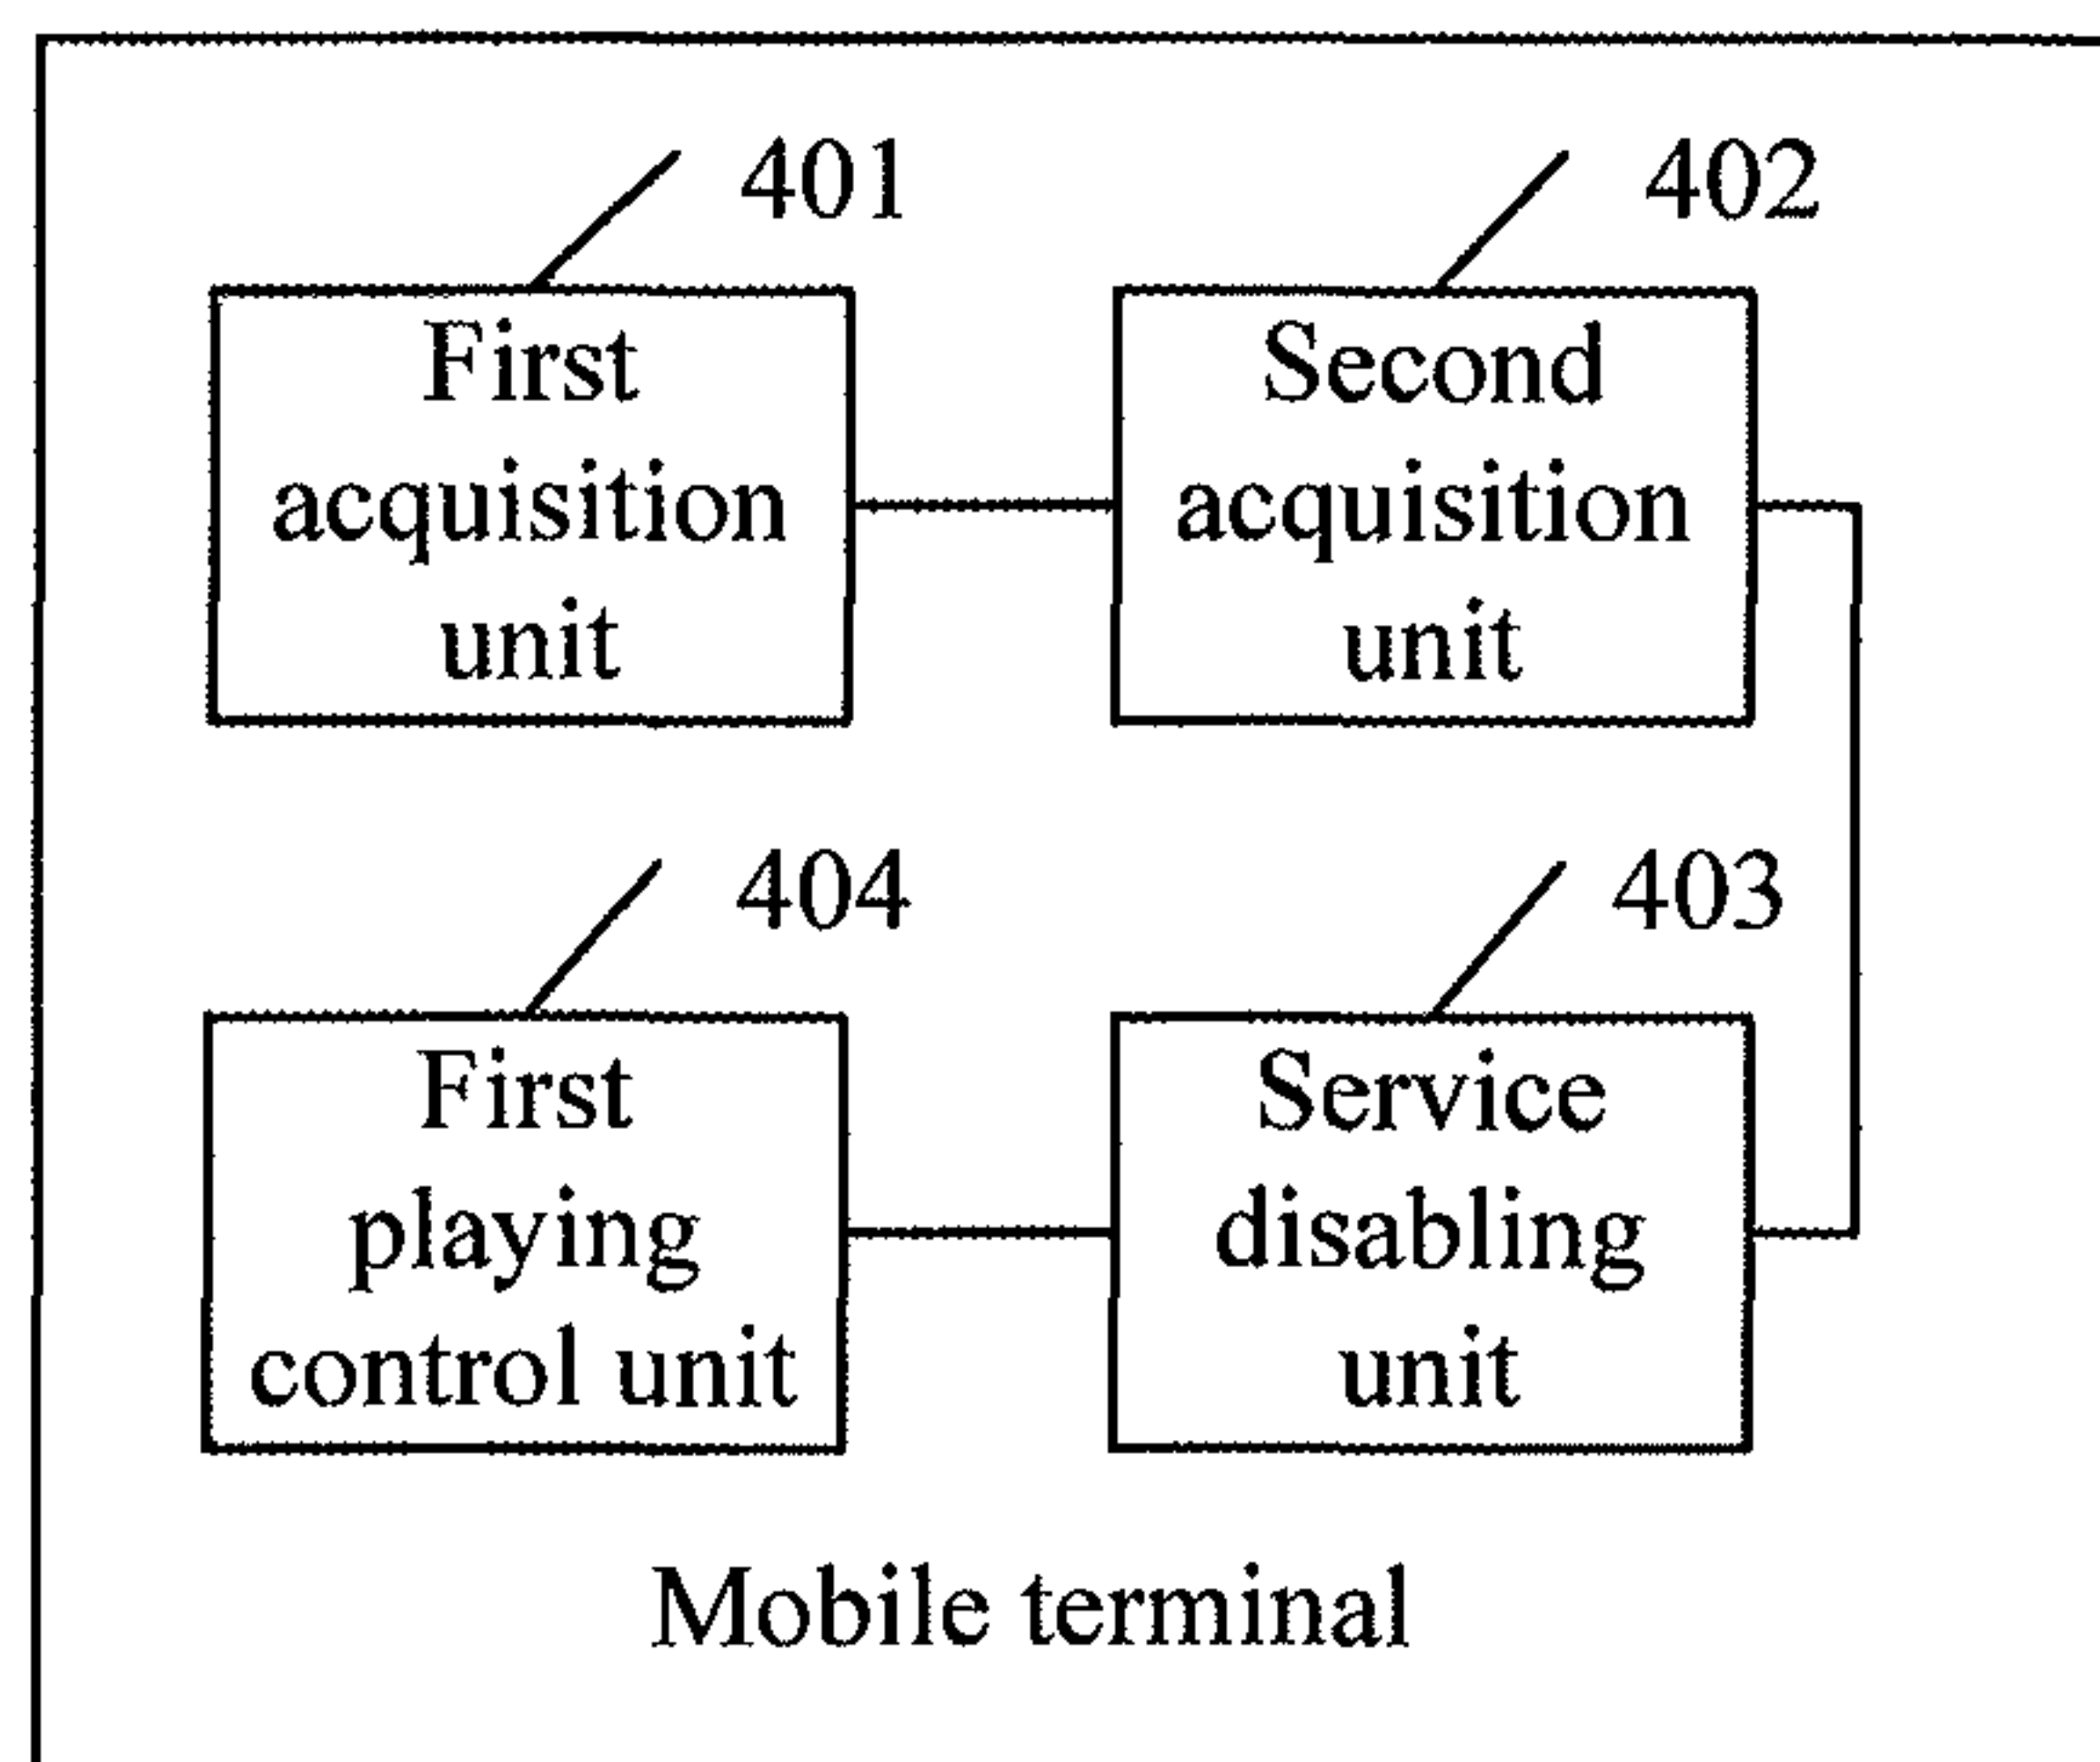 401
First
acquisition
unit
402
Second
acquisition
unit
404
First
playing
control unit
403
Service
disabling
unit
Mobile terminal